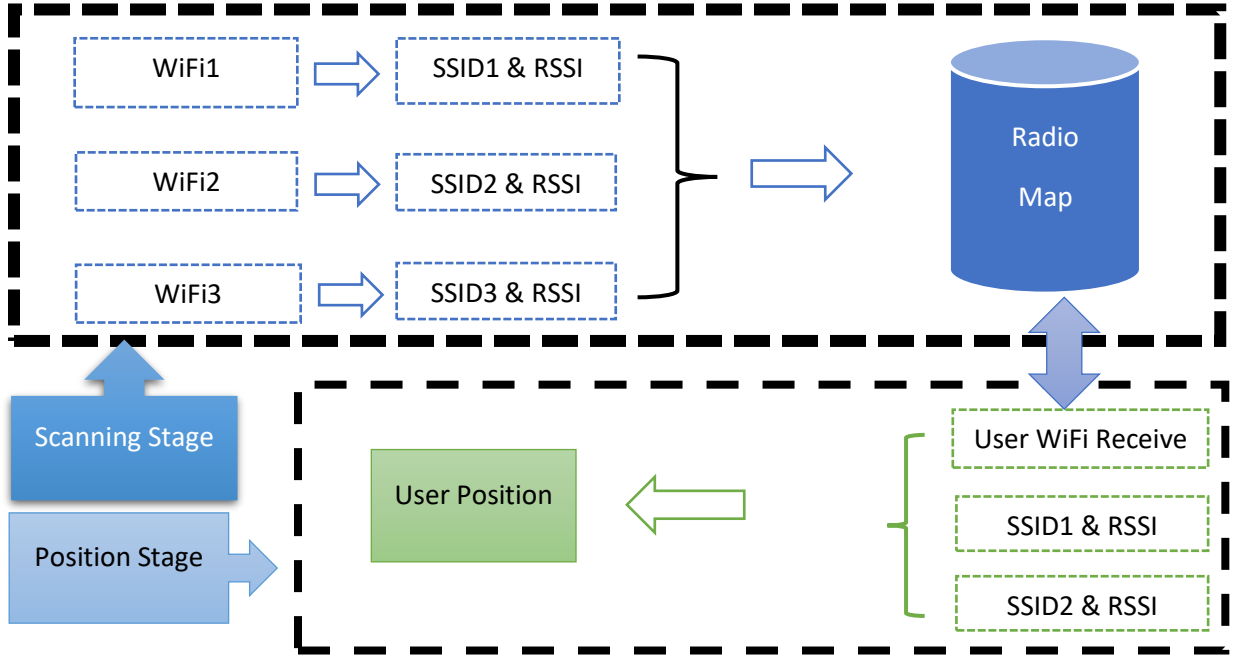 WiFi1
SSID1 & RSSI
WiFi2
SSID2 & RSSI
WiFi3
SSID3 & RSSI
Radio
Map
Scanning Stage
Position Stage
User Position
User WiFi Receive
SSID1 & RSSI
SSID2 & RSSI